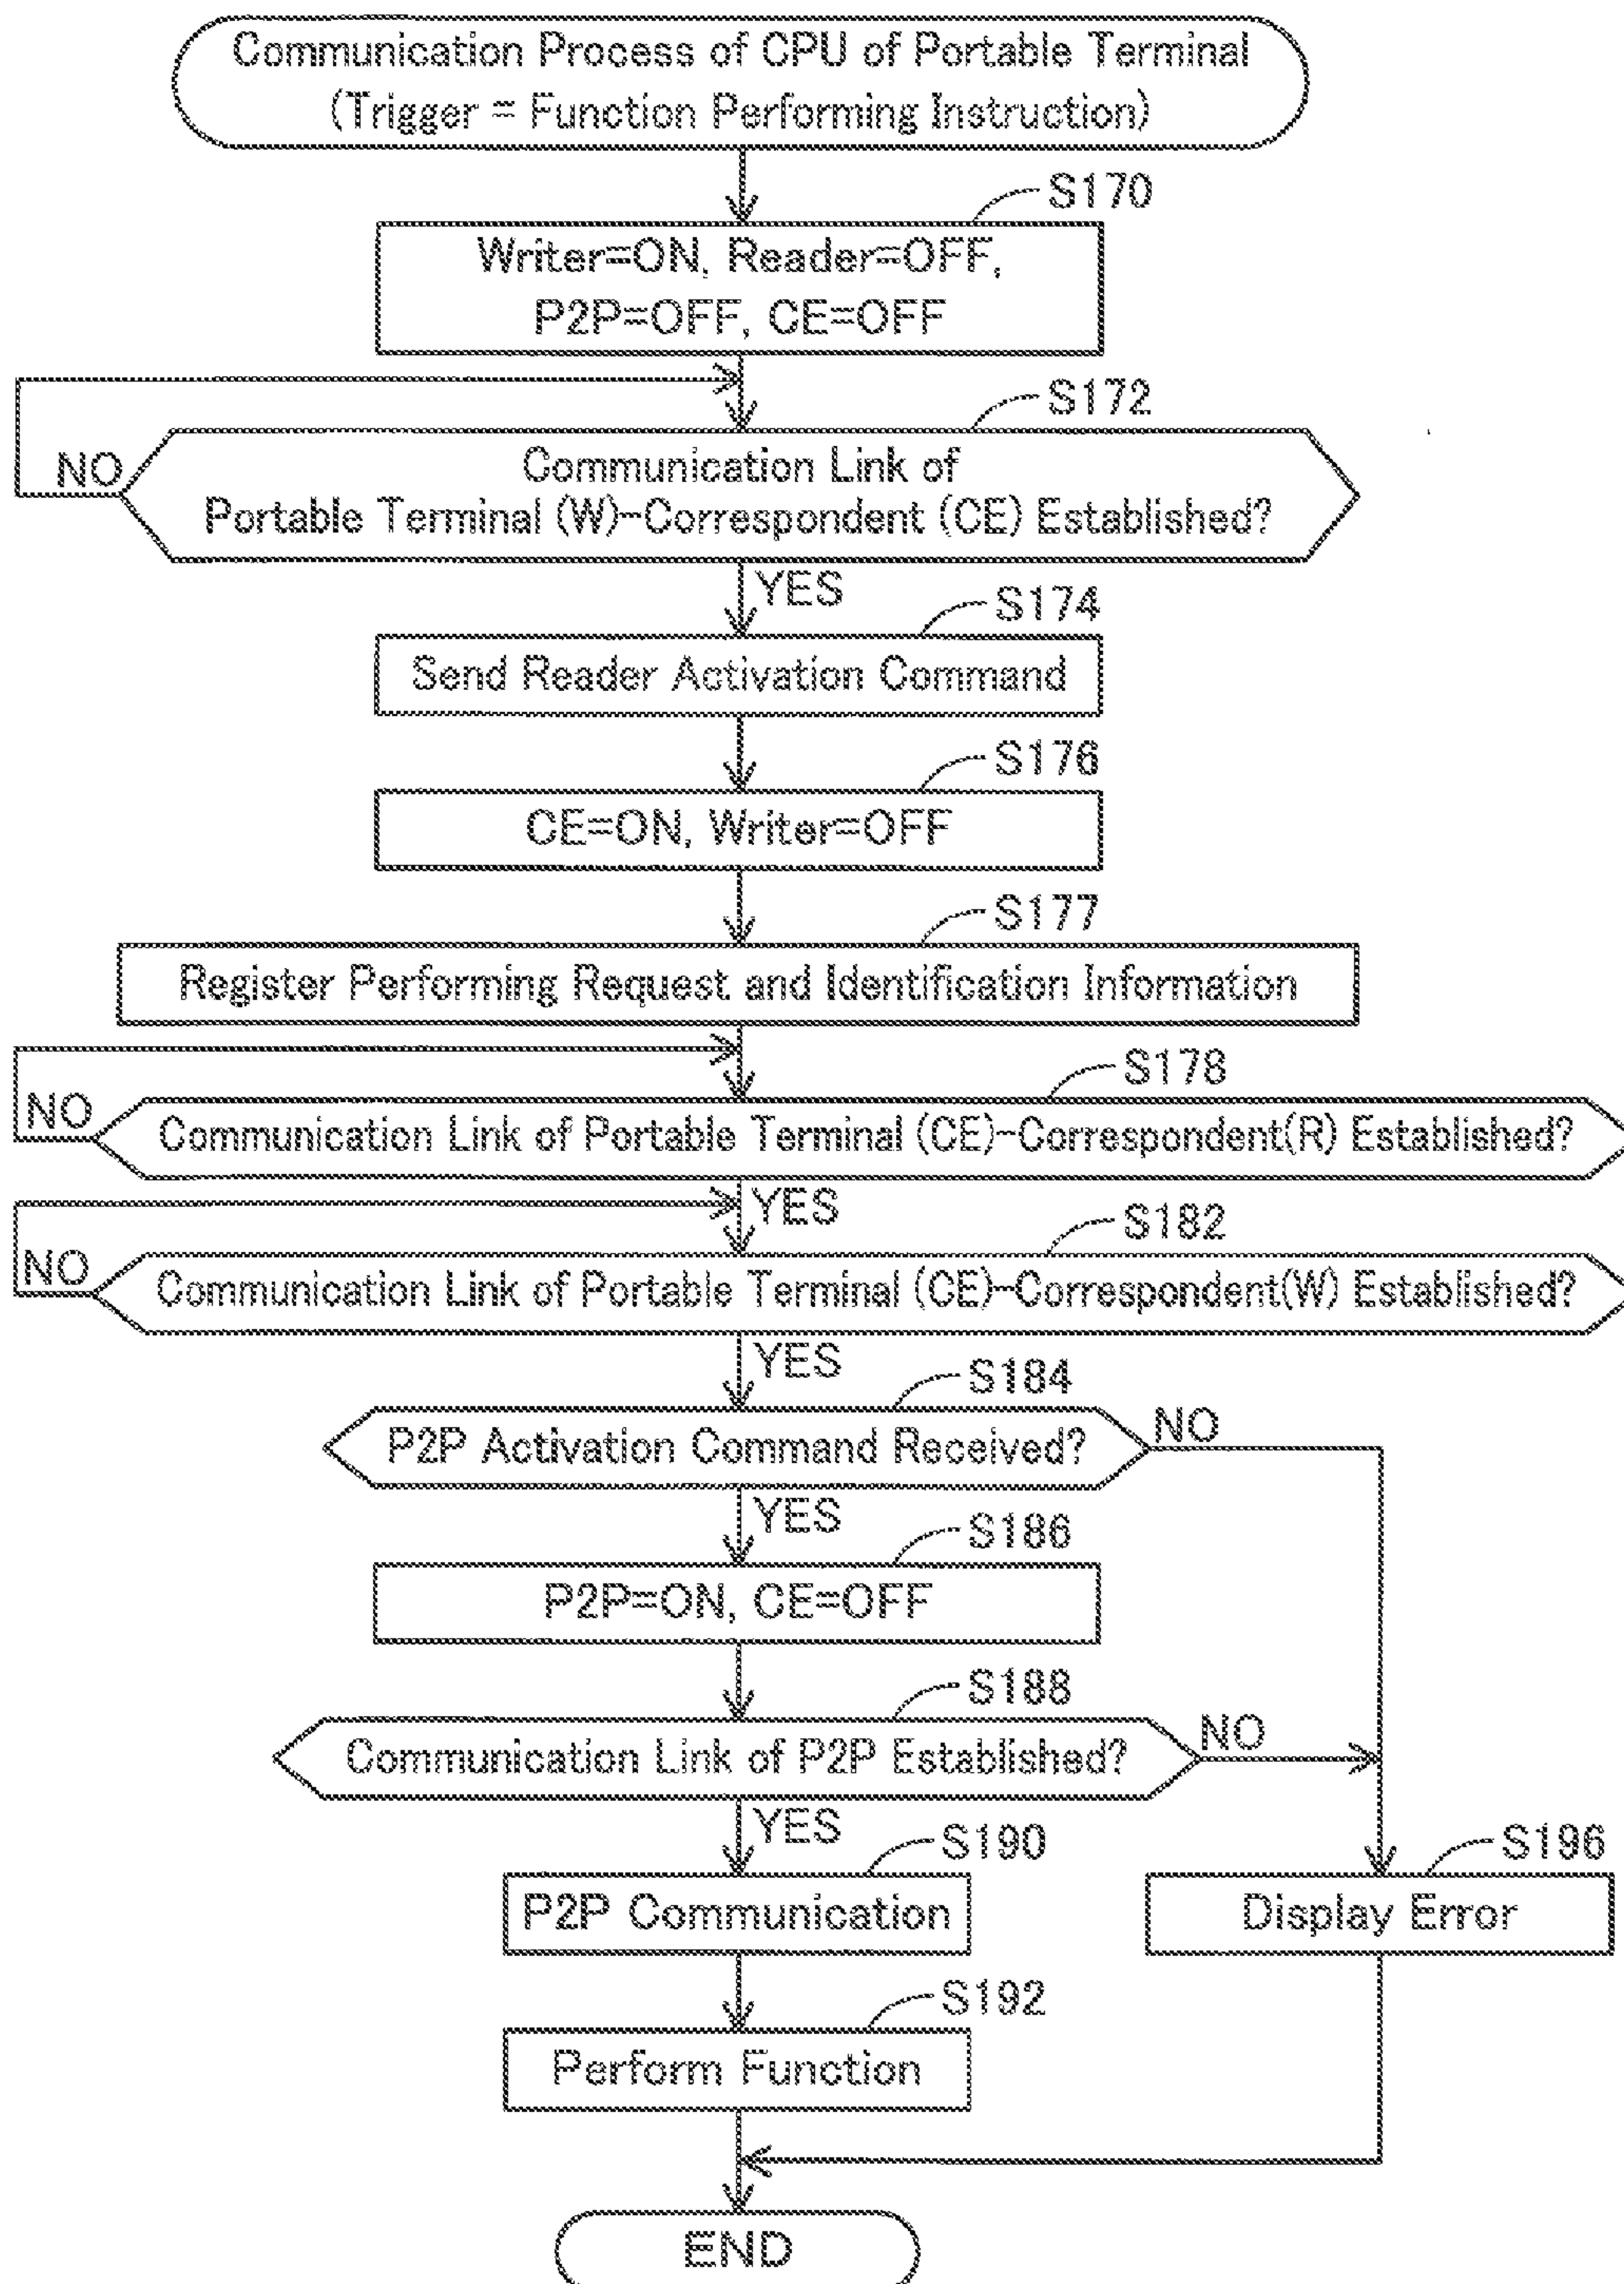 Communication Process of CPU of Portable Terminal
(Trigger = Function Performing Instruction)
S170
Writer=ON, Reader=OFF,
P2P=OFF, CE=OFF
S172
NO
Communication Link of
Portable Terminal (W)-Correspondent (CE) Established?
YES
S174
Send Reader Activation Command
S176
CE=ON, Writer=OFF
S177
Register Performing Request and Identification Information
S178
NO
Communication Link of Portable Terminal (CE)-Correspondent(R) Established?
YES
S182
NO
Communication Link of Portable Terminal (CE)-Correspondent(W) Established?
YES
S184
P2P Activation Command Received?
NO
YES
S186
P2P=ON, CE=OFF
S188
Communication Link of P2P Established?
NO
YES
S190
P2P Communication
S196
Display Error
S192
Perform Function
END